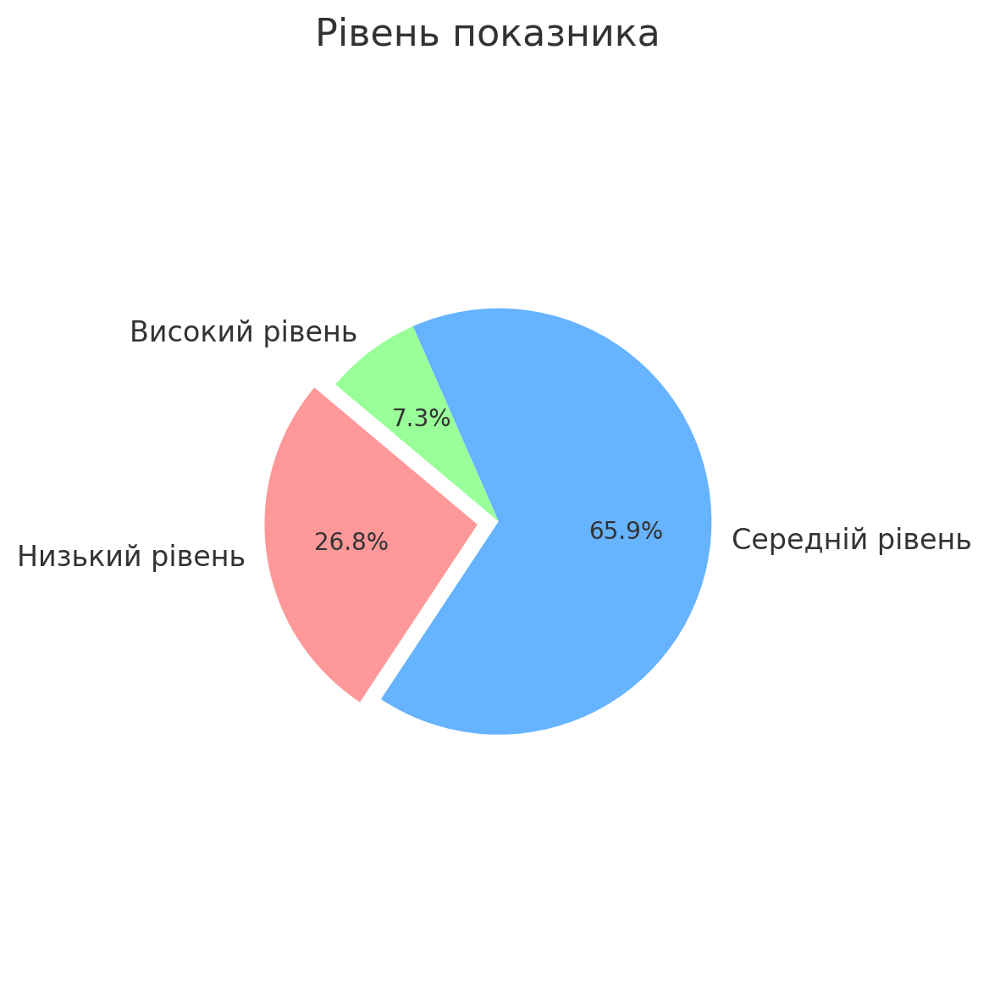 Рівень показника
Високий рівень
7.3%
26.8%
65.9%
Середній рівень
Низький рівень